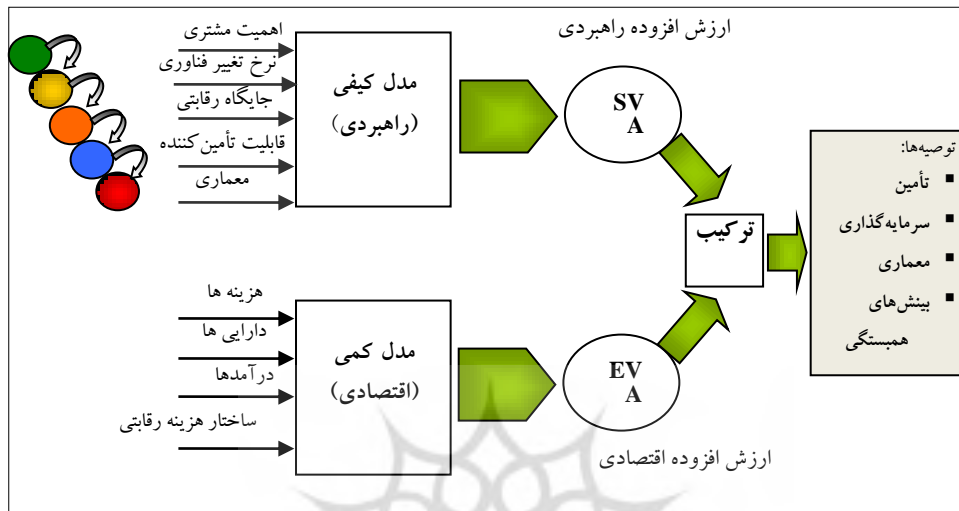 ارزش افزوده راهبردی
اهمیت مشتری
نرخ تغییر فناوری
جایگاه رقابتی
قابلیت تأمین‌کننده
معماری
مدل کیفی
(راهبردی)
SV
A
توصیه‌ها:
▪ تأمین
▪ سرمایه‌گذاری
▪ معماری
▪ بینش‌های
همبستگی
ترکیب
هزینه ها
دارایی ها
درآمدها
ساختار هزینه رقابتی
مدل کمی
(اقتصادی)
EV
A
ارزش افزوده اقتصادی